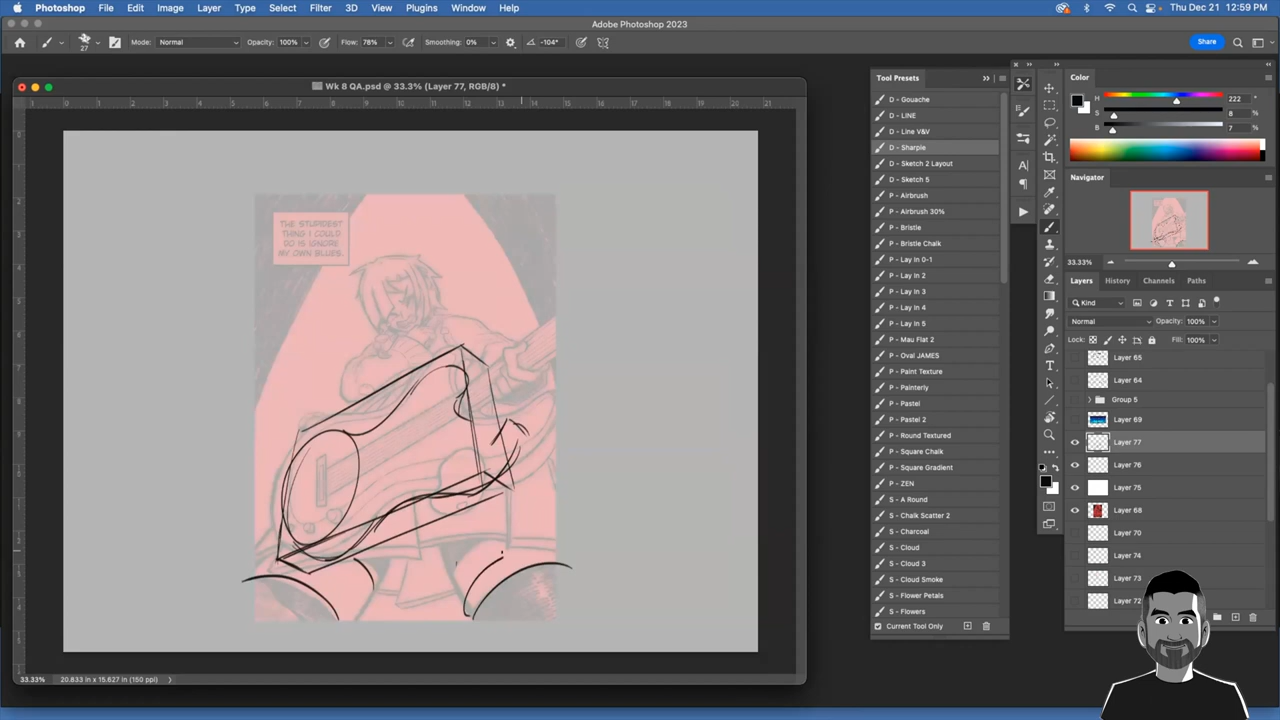 Photoshop File Edit Image Layer Type Select Filter 3D View Plugins Window Help Thu Dec 21 12:59 PM
Adobe Photoshop 2023
27 Mode: Normal Opacity: 100% Flow: 78% Smoothing: 0% -104° Share
Wk 8 QA.psd @ 33.3% (Layer 77, RGB/8) *
THE STUPIDEST
THING I COULD
DO IS IGNORE
MY OWN BLUES.
33.33% 20.833 in x 15.627 in (150 ppi)
Tool Presets
D - Gouache
D - LINE
D - Line V&V
D - Sharple
D - Sketch 2 Layout
D - Sketch 5
P - Airbrush
P - Airbrush 30%
P - Bristle
P - Bristle Chalk
P - Lay In 0-1
P - Lay In 2
P - Lay In 3
P - Lay In 4
P - Lay In 5
P - Mau Flat 2
P - Oval JAMES
P - Paint Texture
P - Painterly
P - Pastel
P - Pastel 2
P - Round Textured
P - Square Chalk
P - Square Gradient
P - ZEN
S - A Round
S - Chalk Scatter 2
S - Charcoal
S - Cloud
S - Cloud 3
S - Cloud Smoke
S - Flower Petals
S - Flowers
Current Tool Only
Color
H 222 °
S 8 %
B 7 %
Navigator
33.33%
Layers History Channels Paths
Kind
Normal Opacity: 100%
Lock: Fill: 100%
Layer 65
Layer 64
Group 5
Layer 69
Layer 77
Layer 76
Layer 75
Layer 68
Layer 70
Layer 74
Layer 73
Layer 72